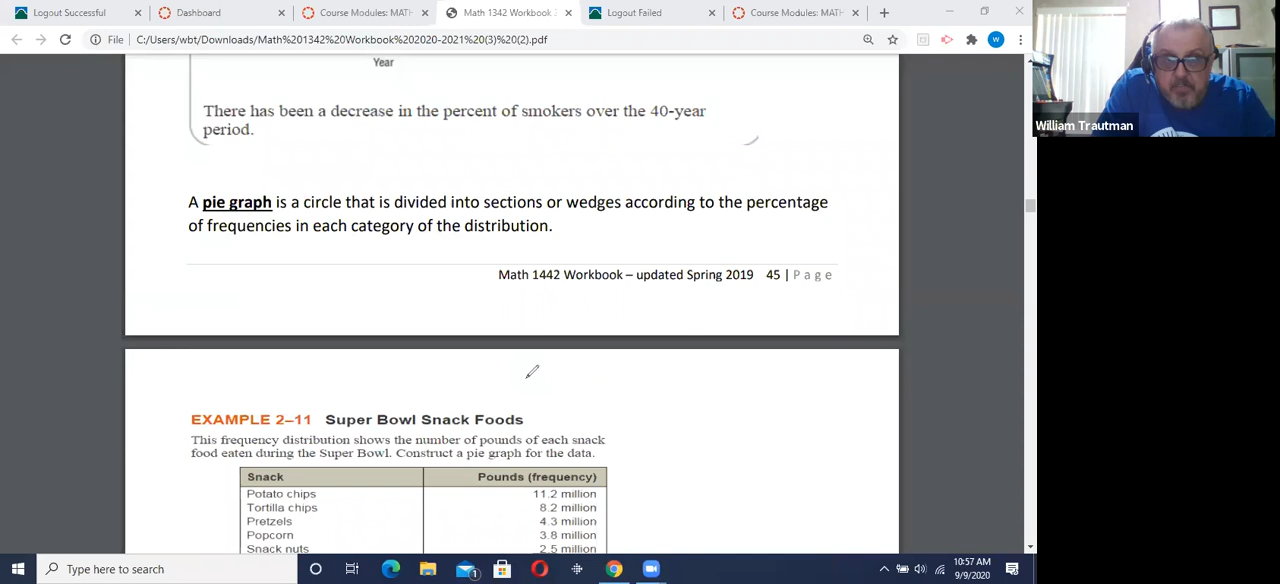 Logout Successful
Dashboard
Course Modules: MATH
Math 1342 Workbook
Logout Failed
Course Modules: MATH
File C:/Users/wbt/Downloads/Math%201342%20Workbook%202020-2021%20(3)%20(2).pdf
W
William Trautman
Year
There has been a decrease in the percent of smokers over the 40-year
period.
A pie graph is a circle that is divided into sections or wedges according to the percentage
of frequencies in each category of the distribution.
Math 1442 Workbook – updated Spring 2019 45 | Page
EXAMPLE 2–11 Super Bowl Snack Foods
This frequency distribution shows the number of pounds of each snack
food eaten during the Super Bowl. Construct a pie graph for the data.
Snack Pounds (frequency)
Potato chips 11.2 million
Tortilla chips 8.2 million
Pretzels 4.3 million
Popcorn 3.8 million
Snack nuts 2.5 million
Type here to search
1
10:57 AM
9/9/2020